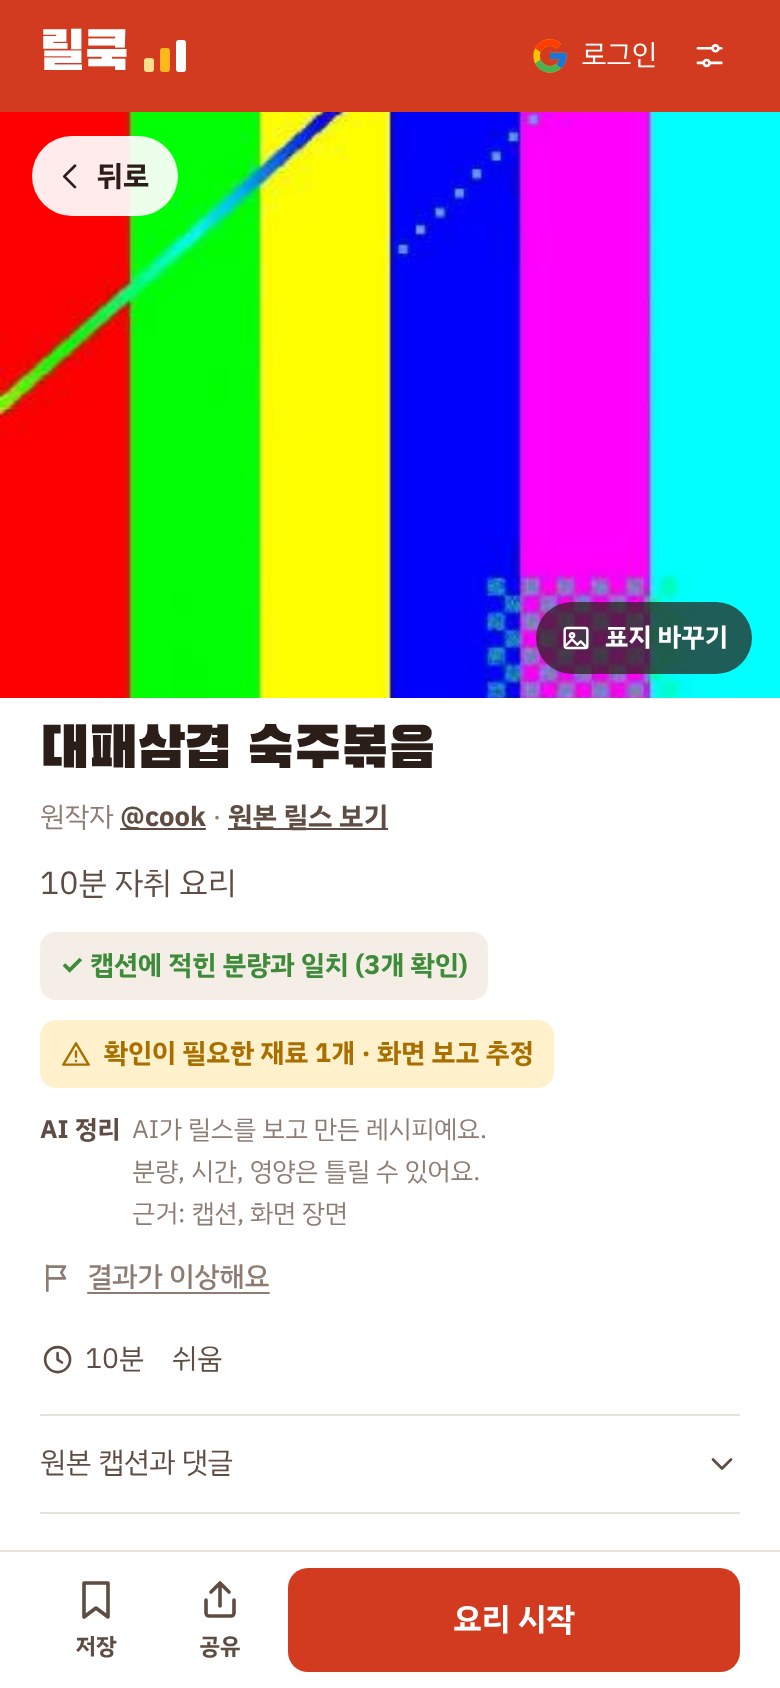 릴쿡
로그인
뒤로
표지 바꾸기
대패삼겹 숙주볶음
원작자 @cook · 원본 릴스 보기
10분 자취 요리
✓ 캡션에 적힌 분량과 일치 (3개 확인)
확인이 필요한 재료 1개 · 화면 보고 추정
AI 정리 AI가 릴스를 보고 만든 레시피예요.
분량, 시간, 영양은 틀릴 수 있어요.
근거: 캡션, 화면 장면
결과가 이상해요
10분 쉬움
원본 캡션과 댓글
저장 공유 요리 시작